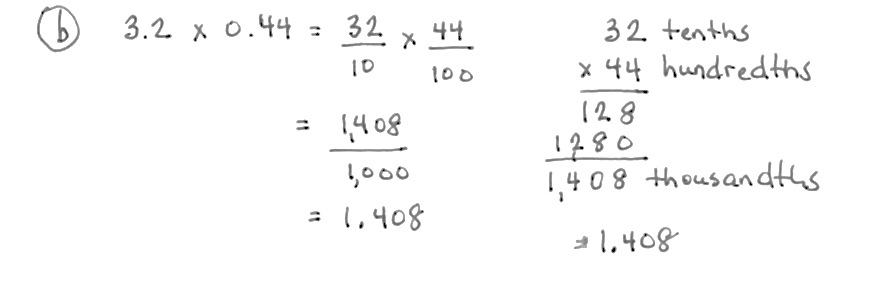 b 3.2 x 0.44 = 32/10 x 44/100
= 1,408/1,000
= 1.408
32 tenths
x 44 hundredths
128
1280
1,408 thousandths
= 1.408